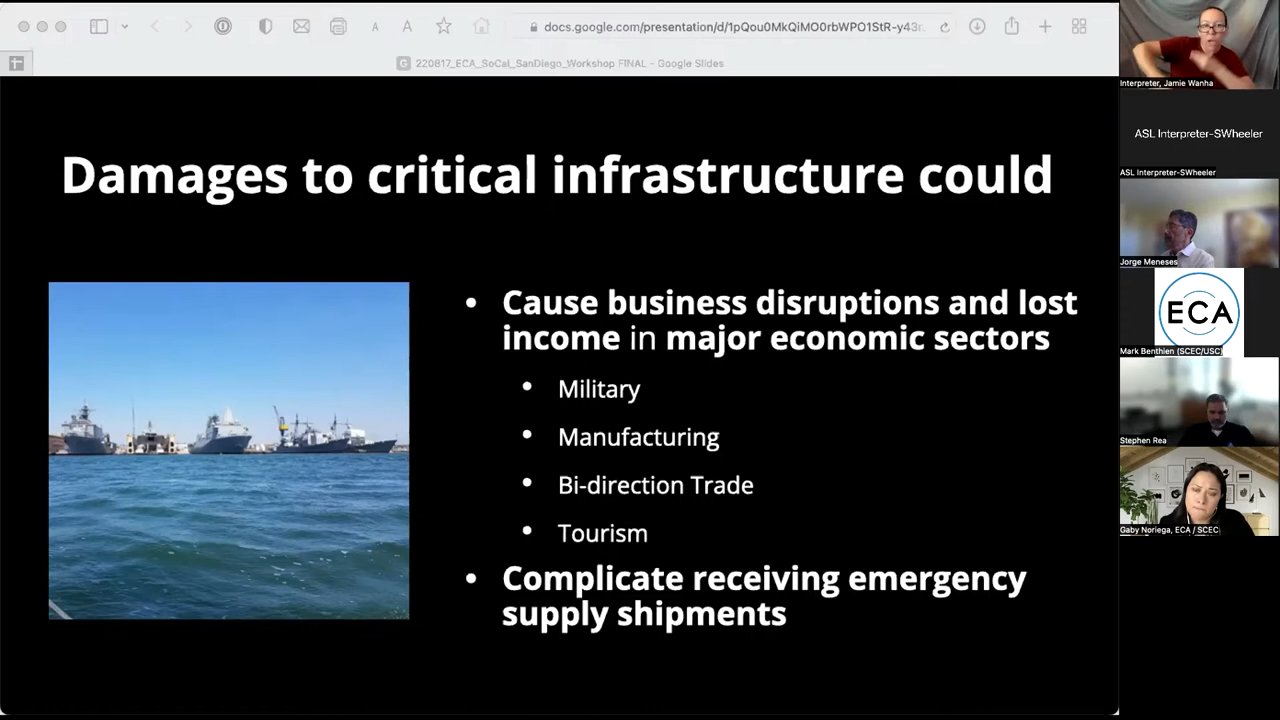 A
A
docs.google.com/presentation/d/1pQou0MkQiMO0rbWPO1StR-y43r.
220817_ECA_SoCal_SanDiego_Workshop FINAL - Google Slides
Damages to critical infrastructure could
• Cause business disruptions and lost
income in major economic sectors
• Military
• Manufacturing
• Bi-direction Trade
• Tourism
• Complicate receiving emergency
supply shipments
Interpreter, Jamie Wanha
ASL Interpreter-SWheeler
ASL Interpreter-SWheeler
Jorge Meneses
ECA
Mark Benthien (SCEC/USC)
Stephen Rea
Gaby Noriega, ECA / SCEC